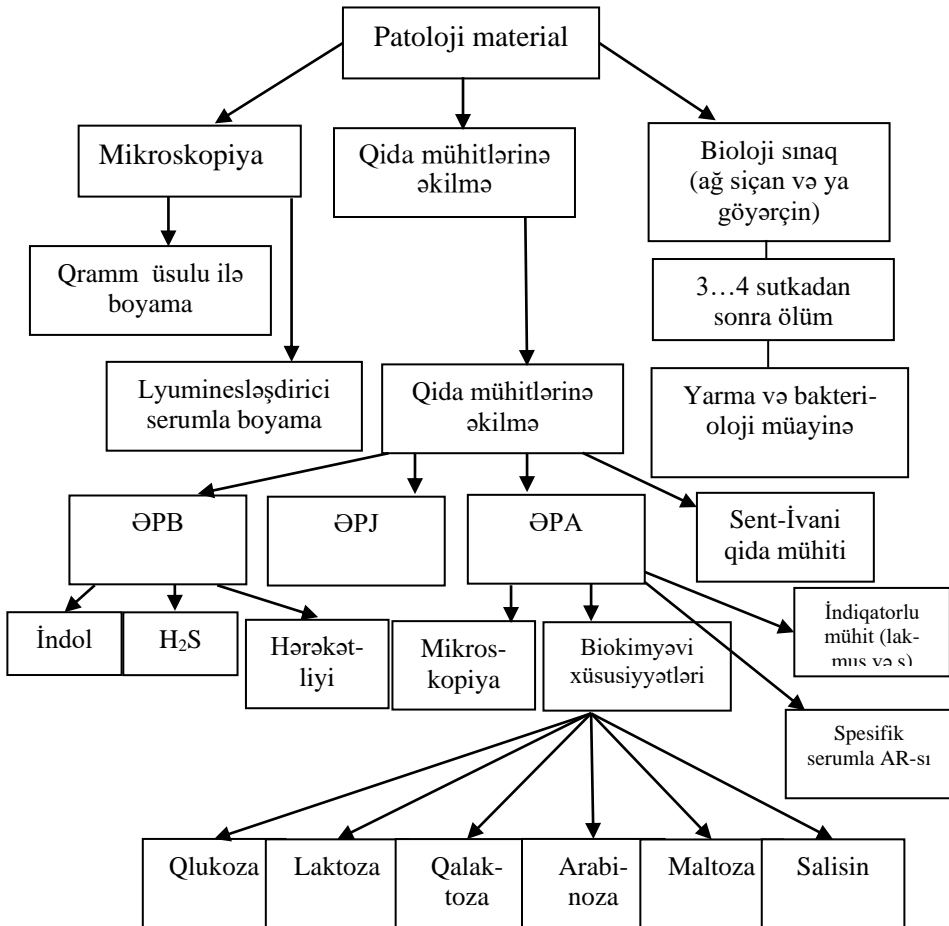 Patoloji material
Mikroskopiya
Qida mühitlərinə
əkilmə
Bioloji sınaq
(ağ siçan və ya
göyərçin)
Qramm üsulu ilə
boyama
3…4 sutkadan
sonra ölüm
Lyuminesləşdirici
serumla boyama
Qida mühitlərinə
əkilmə
Yarma və bakteri-
oloji müayinə
ƏPB
ƏPJ
ƏPA
Sent-İvani
qida mühiti
İndol
H₂S
Hərəkət-
liyi
Mikros-
kopiya
Biokimyəvi
xüsusiyyətləri
İndiqatorlu
mühit (lak-
mus və s)
Spesifik
serumla AR-sı
Qlukoza
Laktoza
Qalak-
toza
Arabi-
noza
Maltoza
Salisin